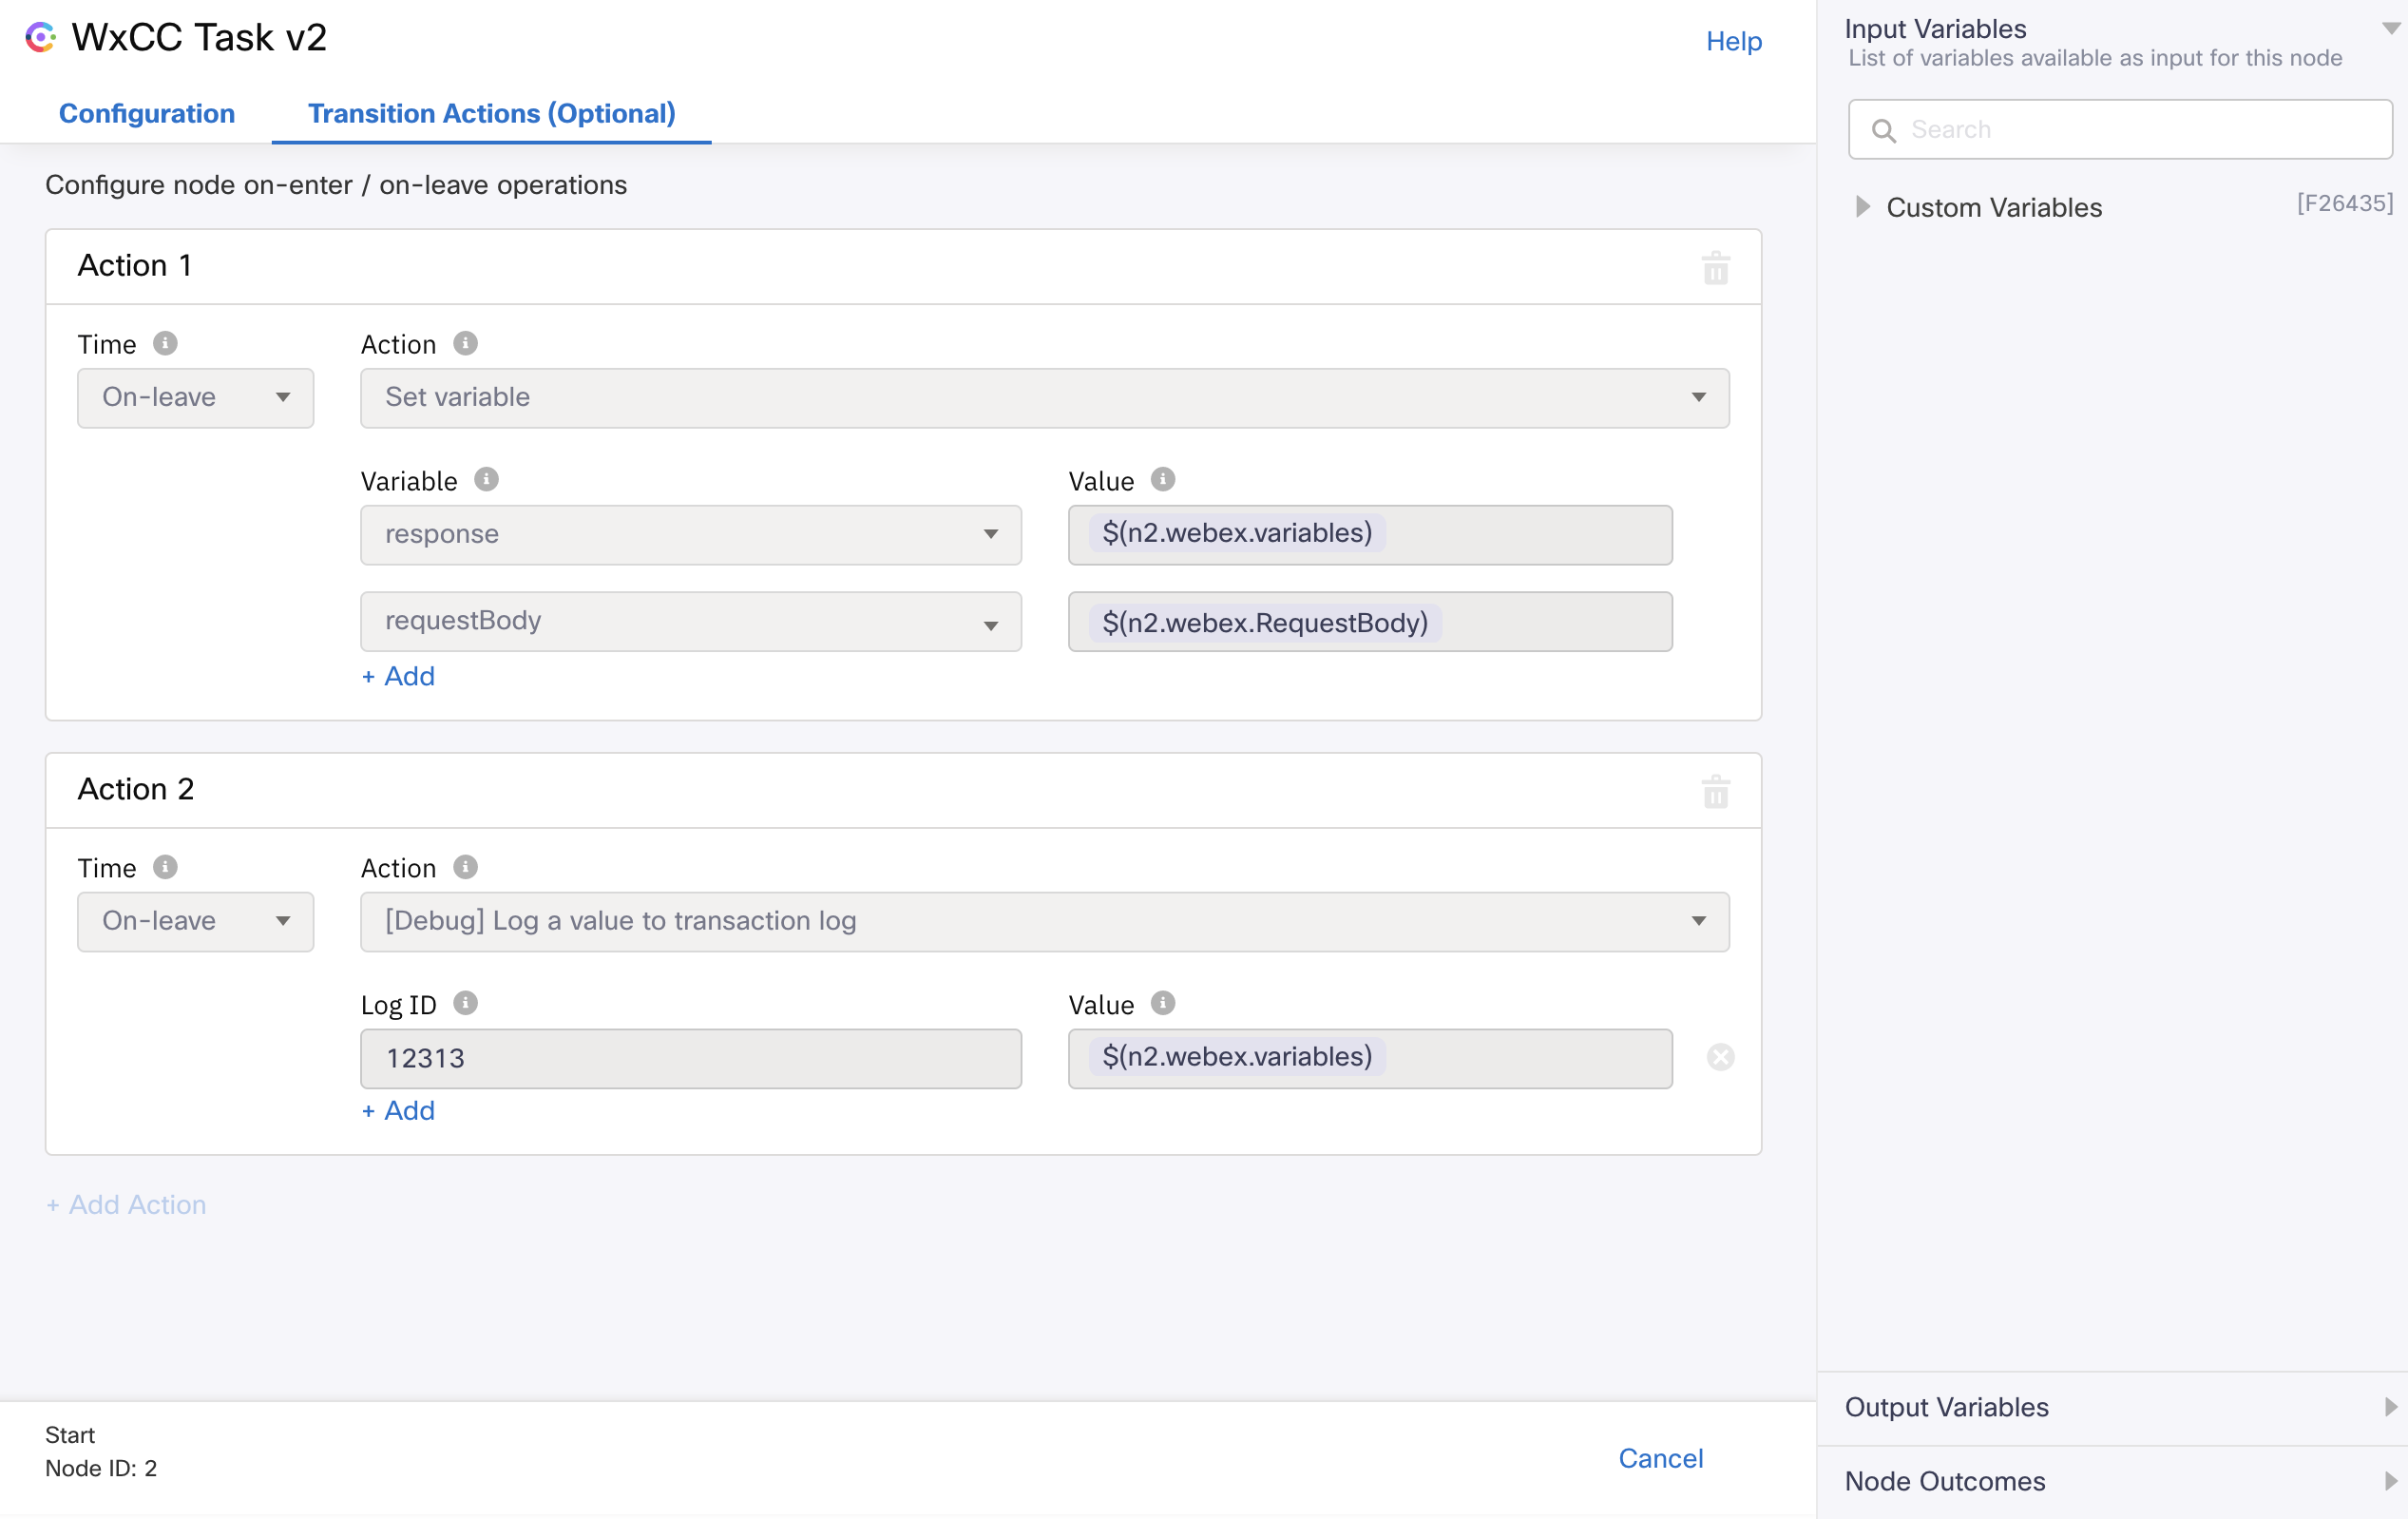 WxCC Task v2
Help
Configuration
Transition Actions (Optional)
Configure node on-enter / on-leave operations
Action 1
Time
Action
On-leave
Set variable
Variable
Value
response
$(n2.webex.variables)
requestBody
$(n2.webex.RequestBody)
+ Add
Action 2
Time
Action
On-leave
[Debug] Log a value to transaction log
Log ID
Value
12313
$(n2.webex.variables)
+ Add
+ Add Action
Start
Node ID: 2
Cancel
Input Variables
List of variables available as input for this node
Search
Custom Variables
[F26435]
Output Variables
Node Outcomes